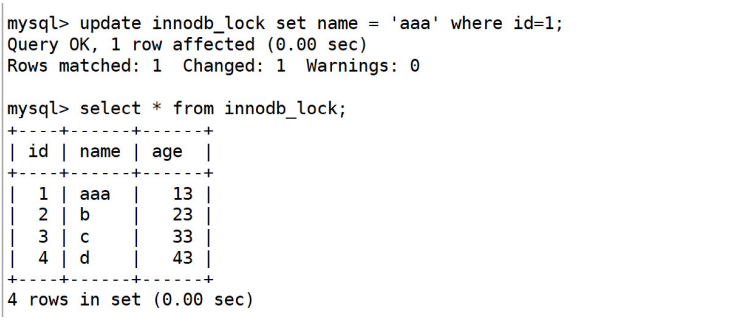 mysql> update innodb_lock set name = 'aaa' where id=1;
Query OK, 1 row affected (0.00 sec)
Rows matched: 1  Changed: 1  Warnings: 0
mysql> select * from innodb_lock;
+----+------+------+
| id | name | age  |
+----+------+------+
|  1 | aaa  |   13 |
|  2 | b    |   23 |
|  3 | c    |   33 |
|  4 | d    |   43 |
+----+------+------+
4 rows in set (0.00 sec)